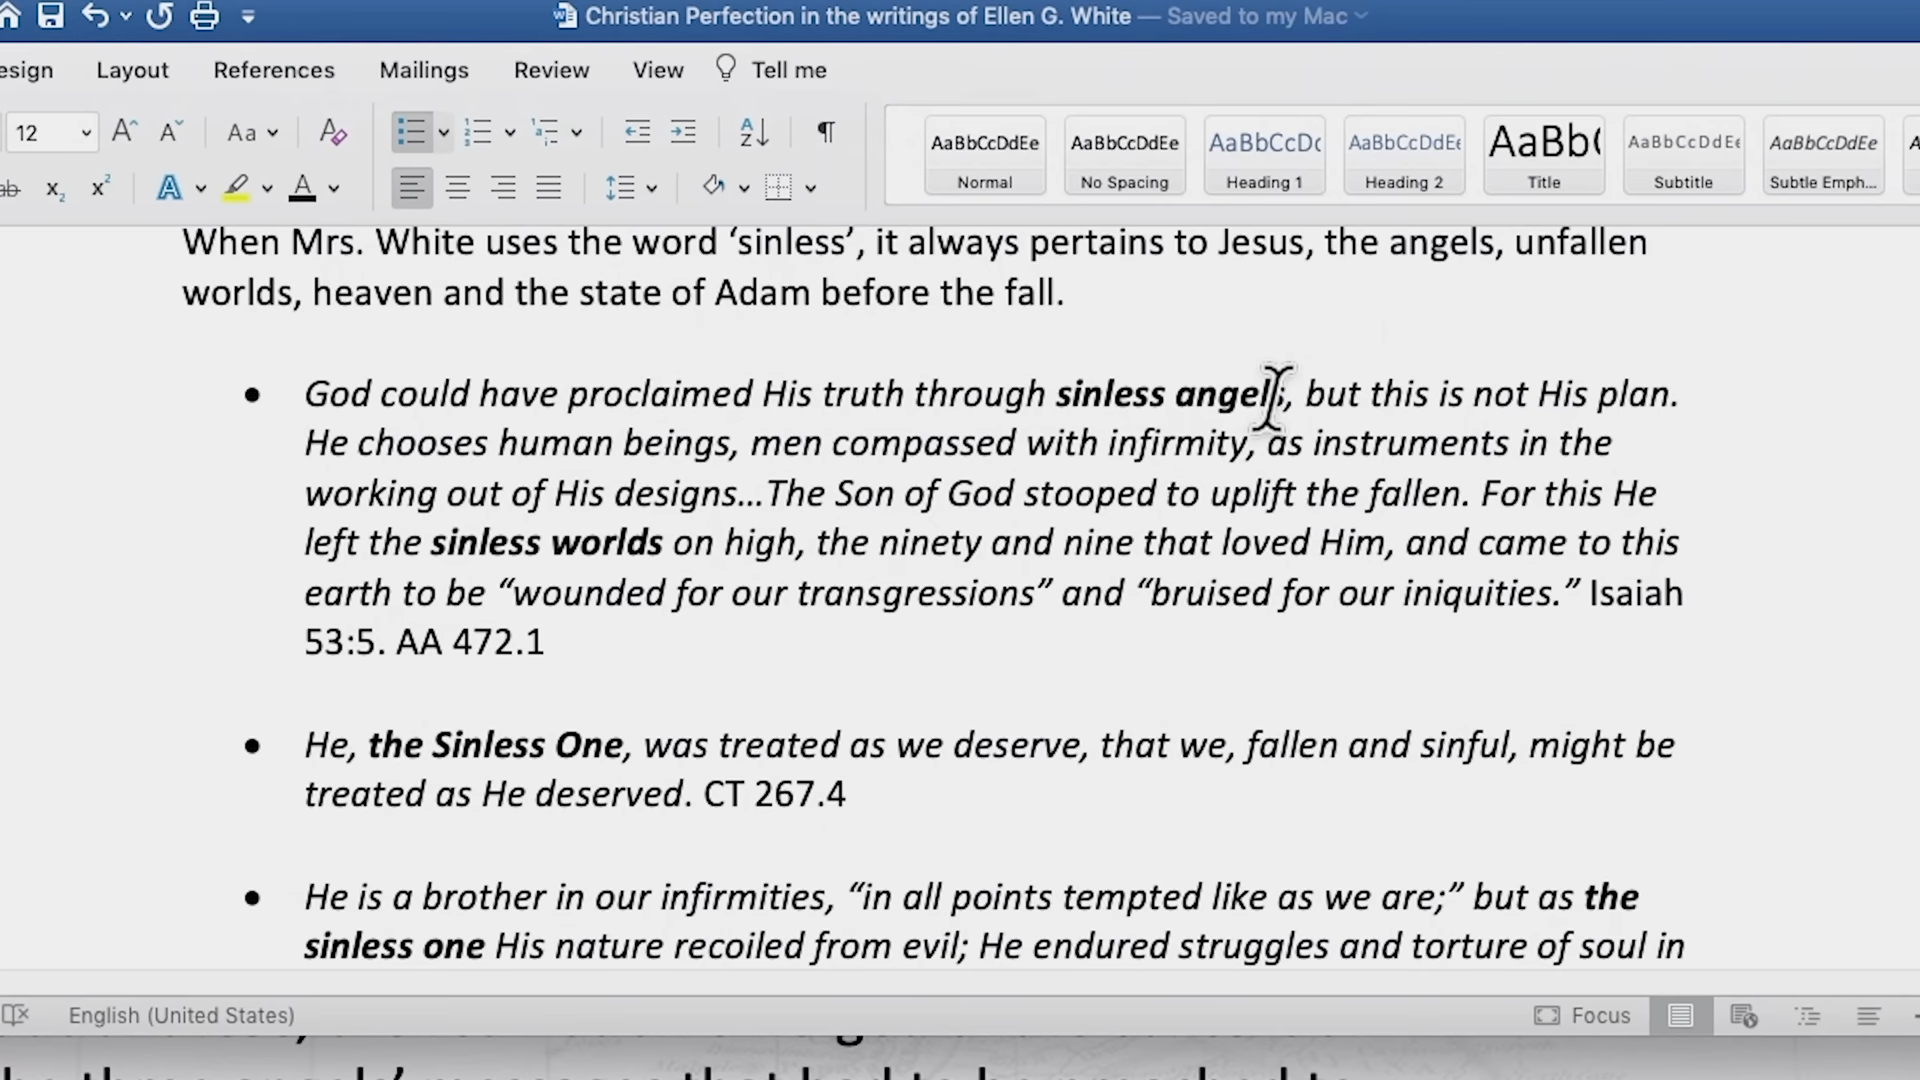 Christian Perfection in the writings of Ellen G. White — Saved to my Mac
esign Layout References Mailings Review View Tell me
12 Aa
AaBbCcDdEe AaBbCcDdEe AaBbCcDc AaBbCcDdEe AaBb( AaBbCcDdEe AaBbCcDdEe
Normal No Spacing Heading 1 Heading 2 Title Subtitle Subtle Emph...
When Mrs. White uses the word ‘sinless’, it always pertains to Jesus, the angels, unfallen
worlds, heaven and the state of Adam before the fall.
• God could have proclaimed His truth through sinless angels, but this is not His plan.
He chooses human beings, men compassed with infirmity, as instruments in the
working out of His designs...The Son of God stooped to uplift the fallen. For this He
left the sinless worlds on high, the ninety and nine that loved Him, and came to this
earth to be “wounded for our transgressions” and “bruised for our iniquities.” Isaiah
53:5. AA 472.1
• He, the Sinless One, was treated as we deserve, that we, fallen and sinful, might be
treated as He deserved. CT 267.4
• He is a brother in our infirmities, “in all points tempted like as we are;” but as the
sinless one His nature recoiled from evil; He endured struggles and torture of soul in
English (United States) Focus